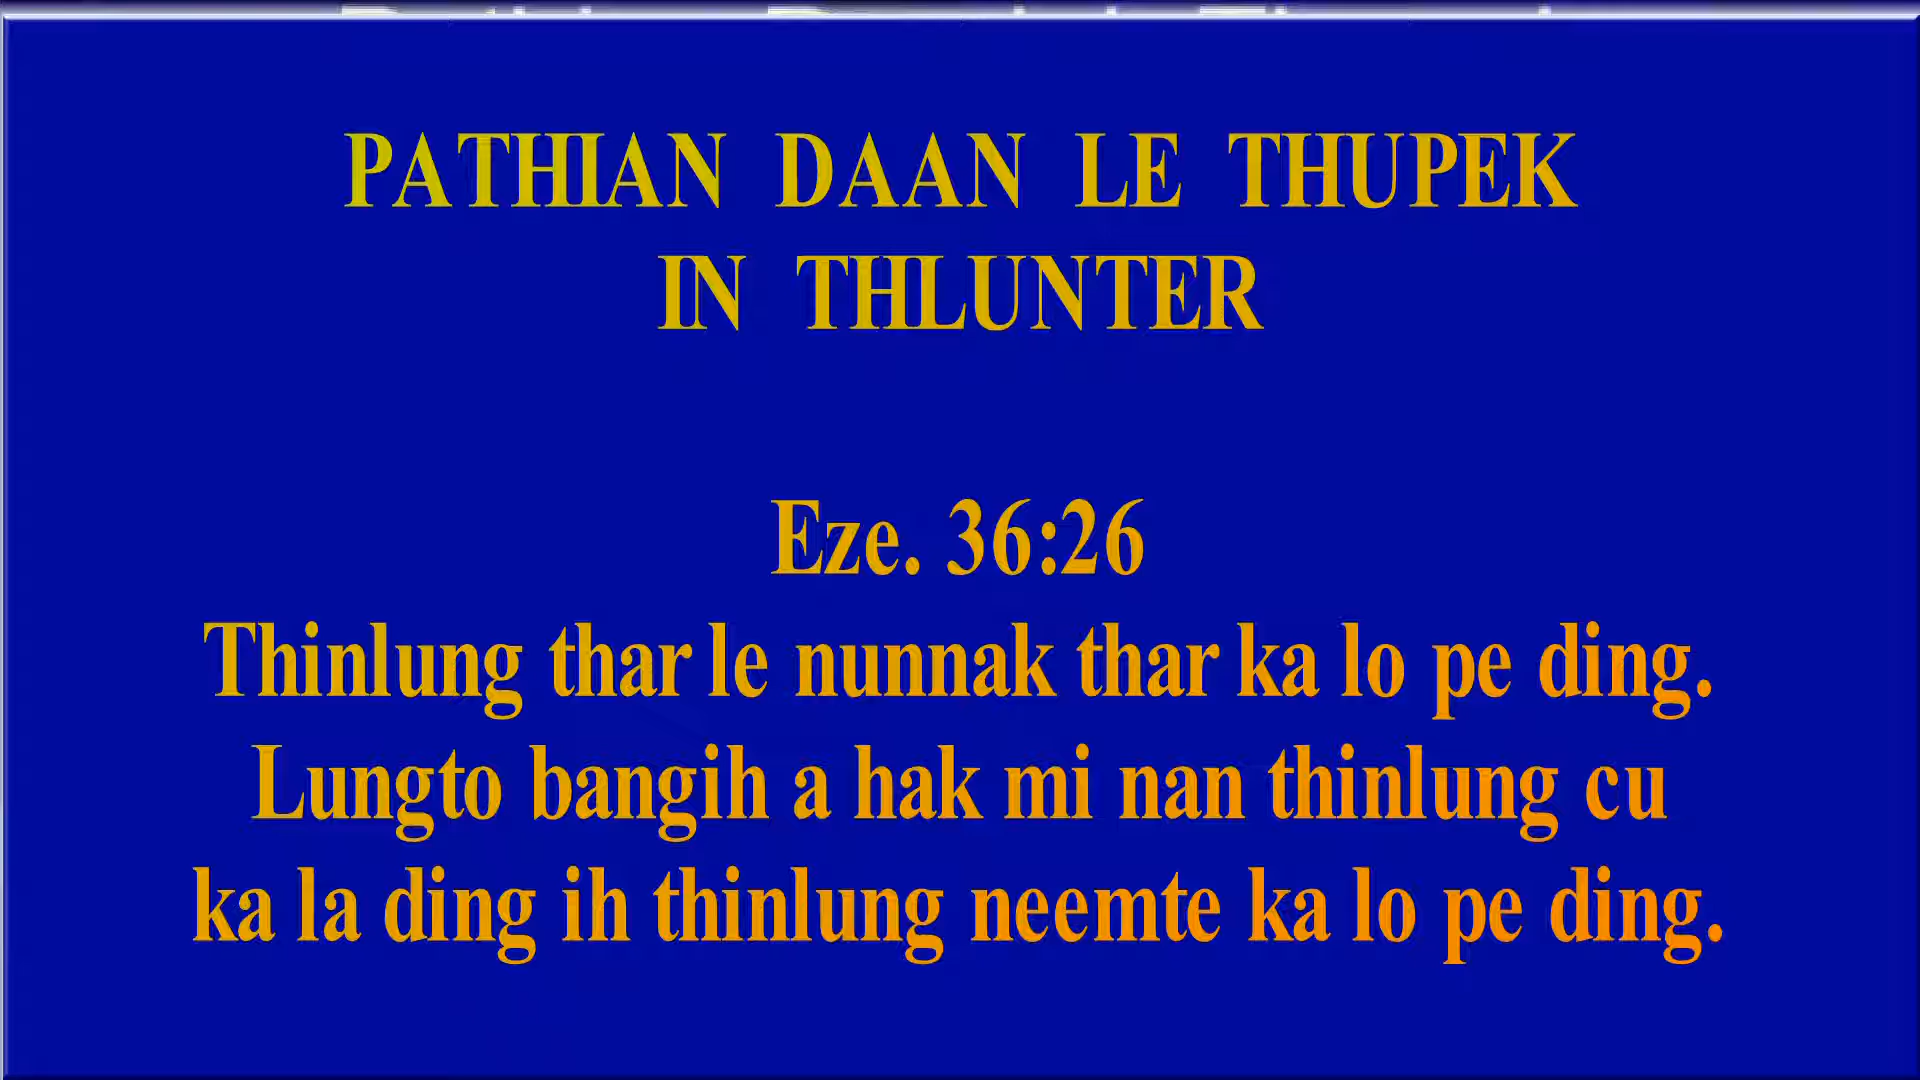 PATHIAN DAAN LE THUPEK
IN THLUNTER
Eze. 36:26
Thinlung thar le nunnak thar ka lo pe ding.
Lungto bangih a hak mi nan thinlung cu
ka la ding ih thinlung neemte ka lo pe ding.